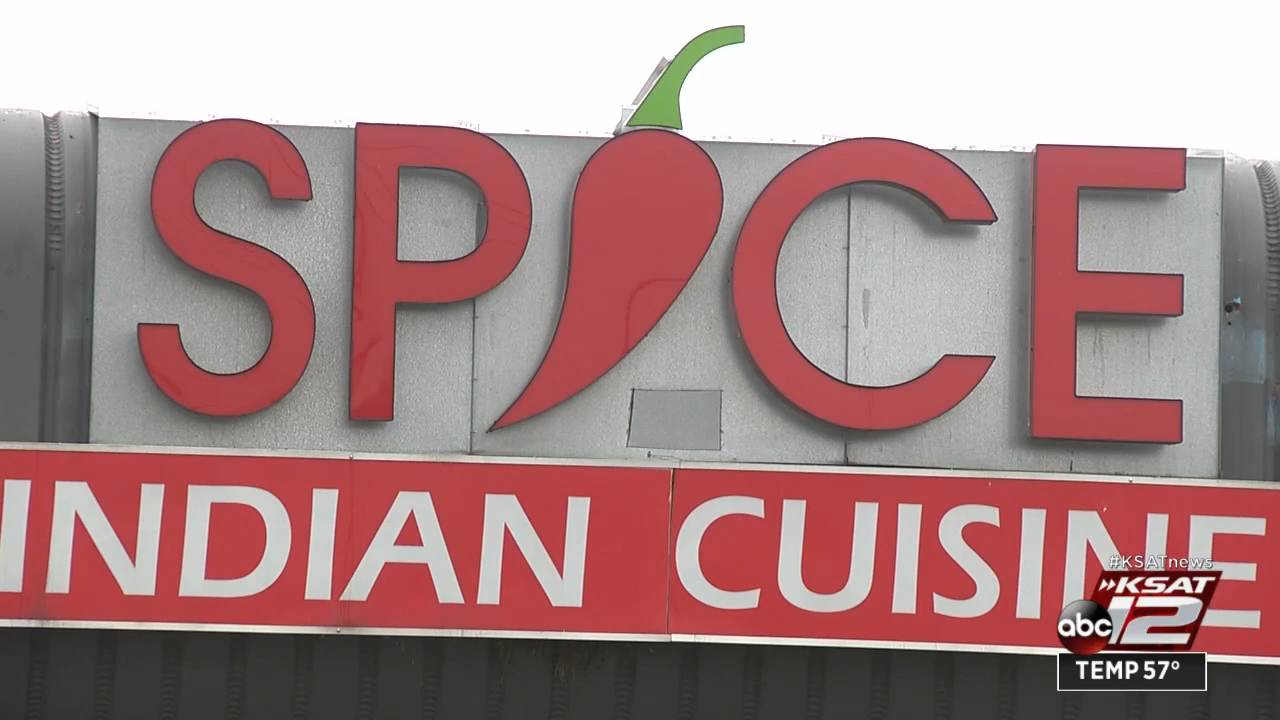 SPICE
INDIAN CUISINE
#KSATnews
KSAT
abc 12
TEMP 57°